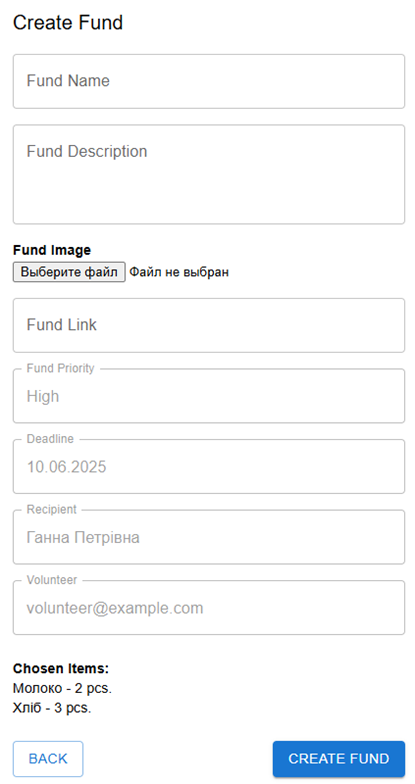 Create Fund
Fund Name
Fund Description
Fund Image
Выберите файл Файл не выбран
Fund Link
Fund Priority
High
Deadline
10.06.2025
Recipient
Ганна Петрівна
Volunteer
volunteer@example.com
Chosen Items:
Молоко - 2 pcs.
Хліб - 3 pcs.
BACK CREATE FUND